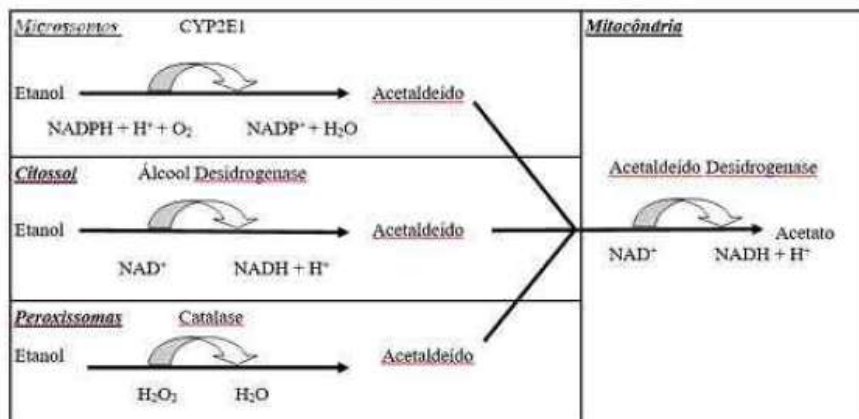 Microssomos CYP2E1
Etanol Acetaldeído
NADPH + H⁺ + O₂ NADP⁺ + H₂O
Citossol Álcool Desidrogenase
Etanol Acetaldeído
NAD⁺ NADH + H⁺
Peroxissomas Catalase
Etanol Acetaldeído
H₂O₂ H₂O
Mitocôndria
Acetaldeído Desidrogenase
Acetato
NAD⁺ NADH + H⁺